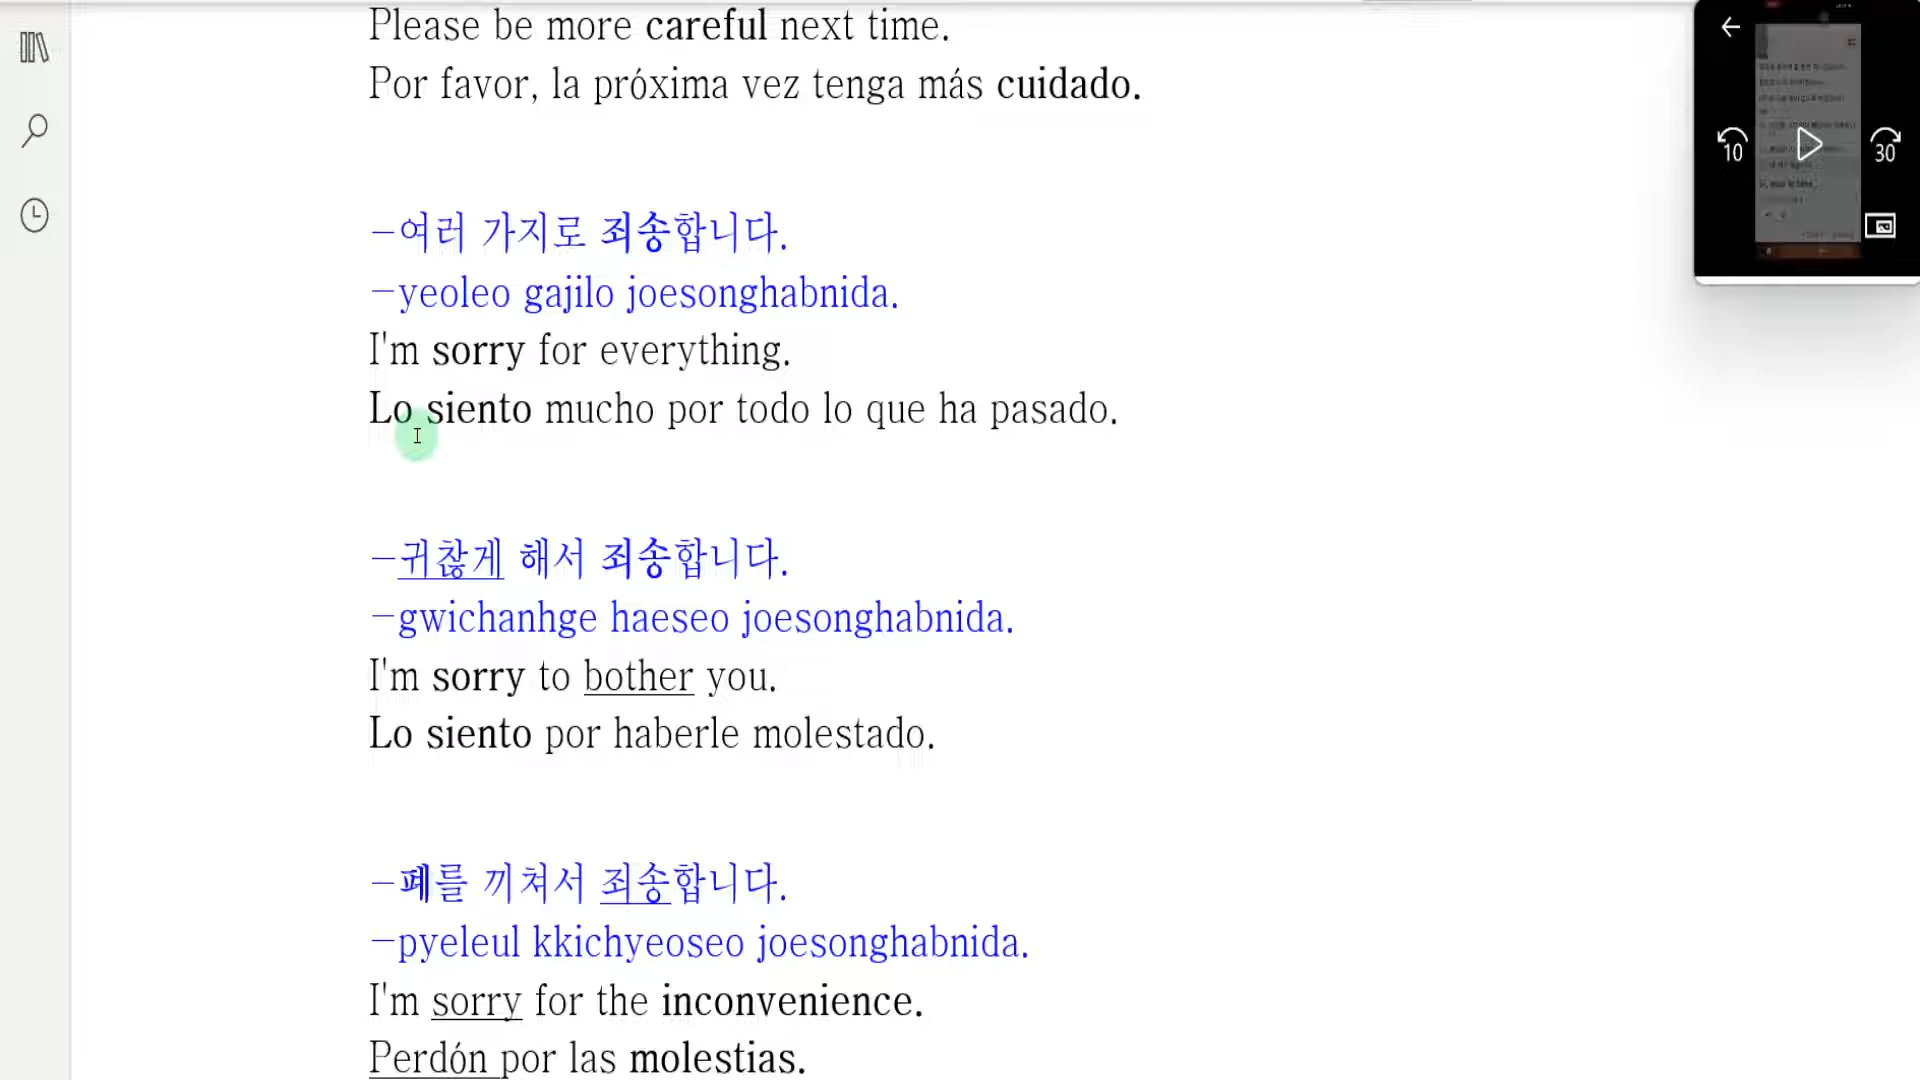 Please be more careful next time.
Por favor, la próxima vez tenga más cuidado.
–여러 가지로 죄송합니다.
–yeoleo gajilo joesonghabnida.
I'm sorry for everything.
Lo siento mucho por todo lo que ha pasado.
–귀찮게 해서 죄송합니다.
–gwichanhge haeseo joesonghabnida.
I'm sorry to bother you.
Lo siento por haberle molestado.
–폐를 끼쳐서 죄송합니다.
–pyeleul kkichyeoseo joesonghabnida.
I'm sorry for the inconvenience.
Perdón por las molestias.
10
30